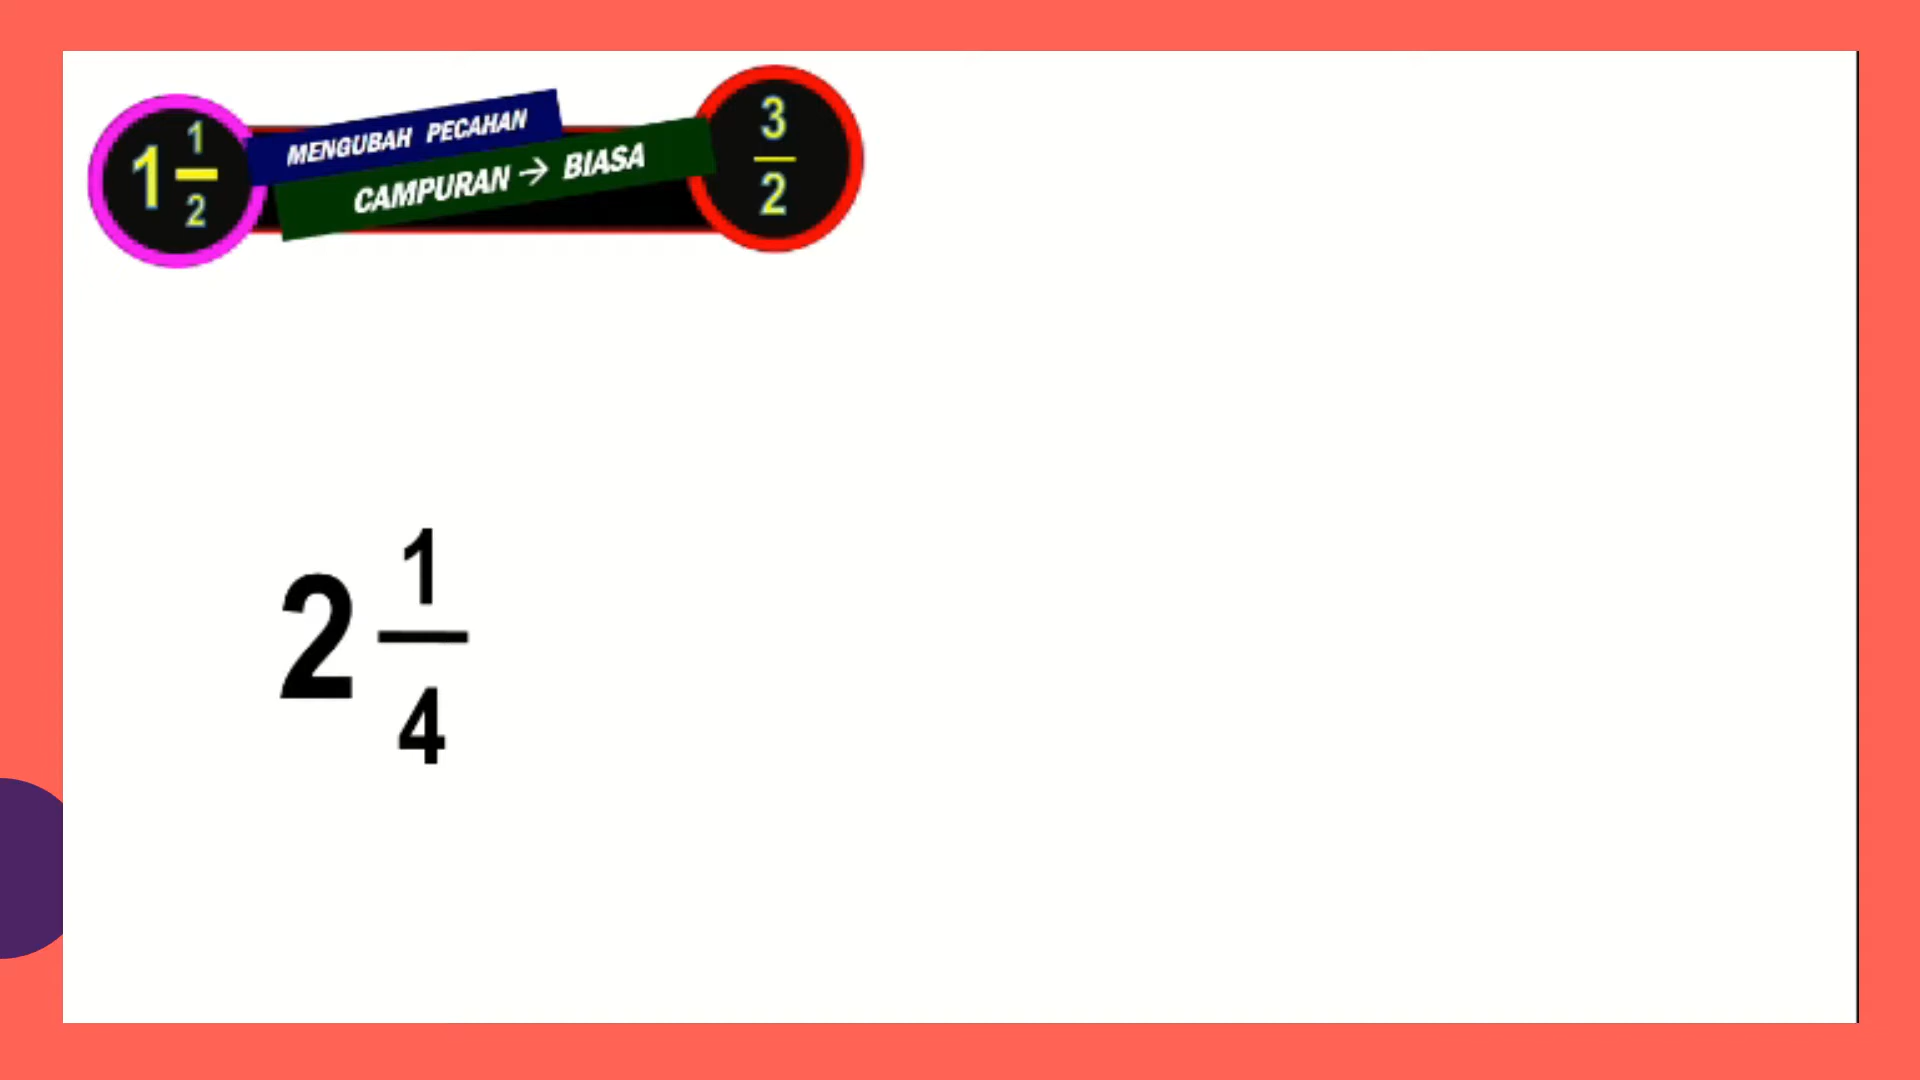 1 1/2
MENGUBAH PECAHAN
CAMPURAN → BIASA
3/2
2 1/4